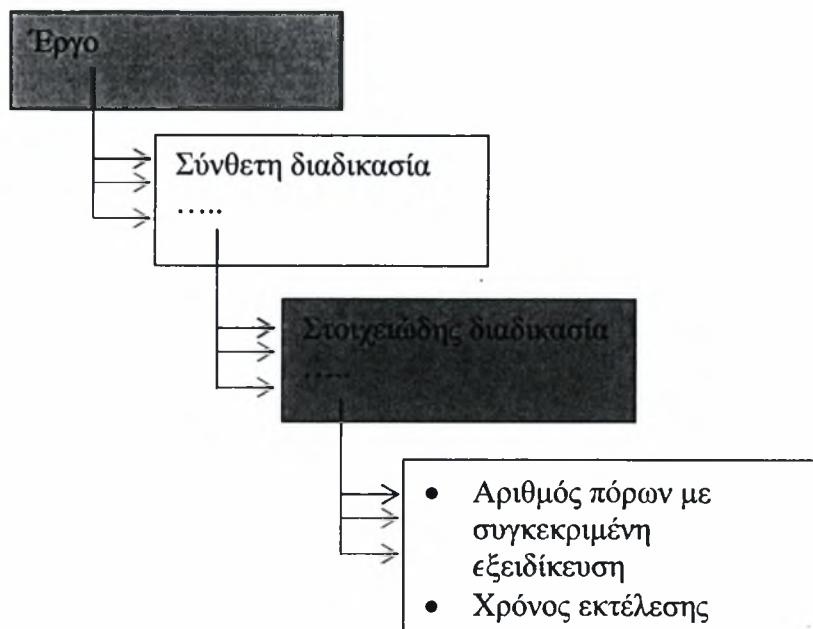 Έργο
Σύνθετη διαδικασία
.....
Στοιχειώδης διαδικασία
.....
• Αριθμός πόρων με
συγκεκριμένη
εξειδίκευση
• Χρόνος εκτέλεσης